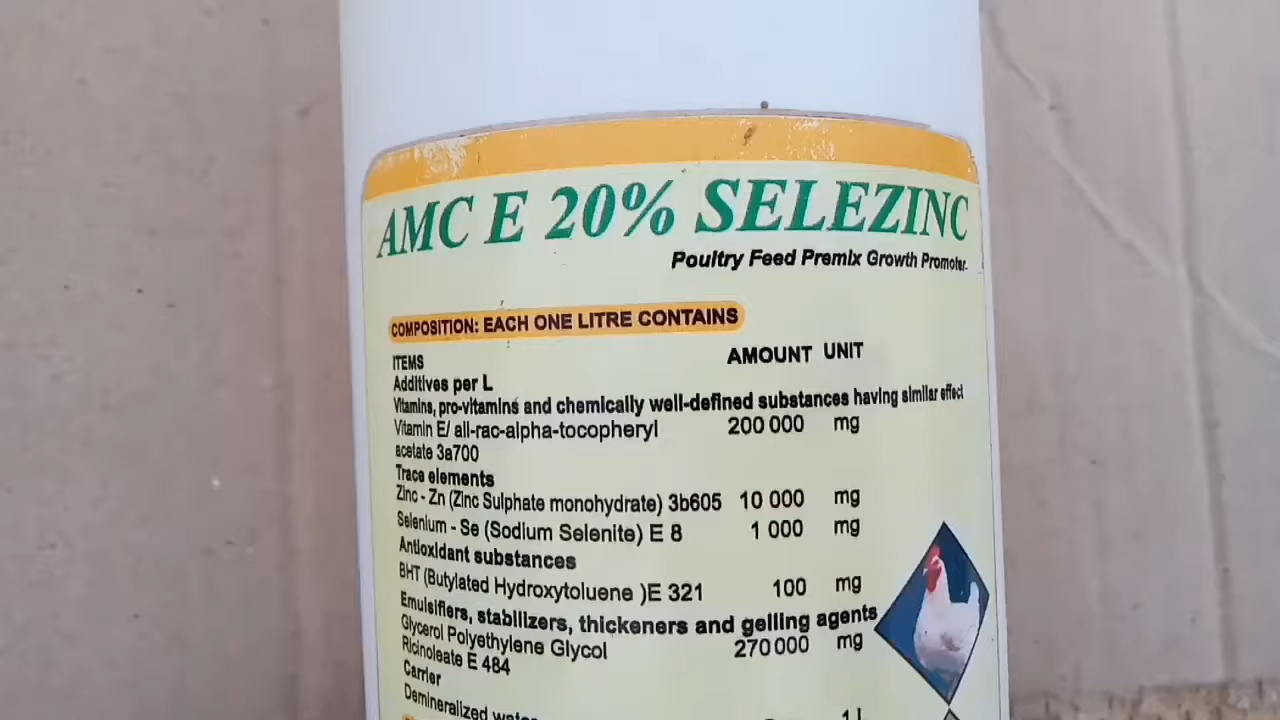 AMC E 20% SELEZINC
Poultry Feed Premix Growth Promoter
COMPOSITION: EACH ONE LITRE CONTAINS
ITEMS AMOUNT UNIT
Additives per L
Vitamins, pro-vitamins and chemically well-defined substances having similar effect
Vitamin E/ all-rac-alpha-tocopheryl 200 000 mg
acetate 3a700
Trace elements
Zinc - Zn (Zinc Sulphate monohydrate) 3b605 10 000 mg
Selenium - Se (Sodium Selenite) E 8 1 000 mg
Antioxidant substances
BHT (Butylated Hydroxytoluene )E 321 100 mg
Emulsifiers, stabilizers, thickeners and gelling agents
Glycerol Polyethylene Glycol 270 000 mg
Ricinoleate E 484
Carrier
Demineralized water 1 L